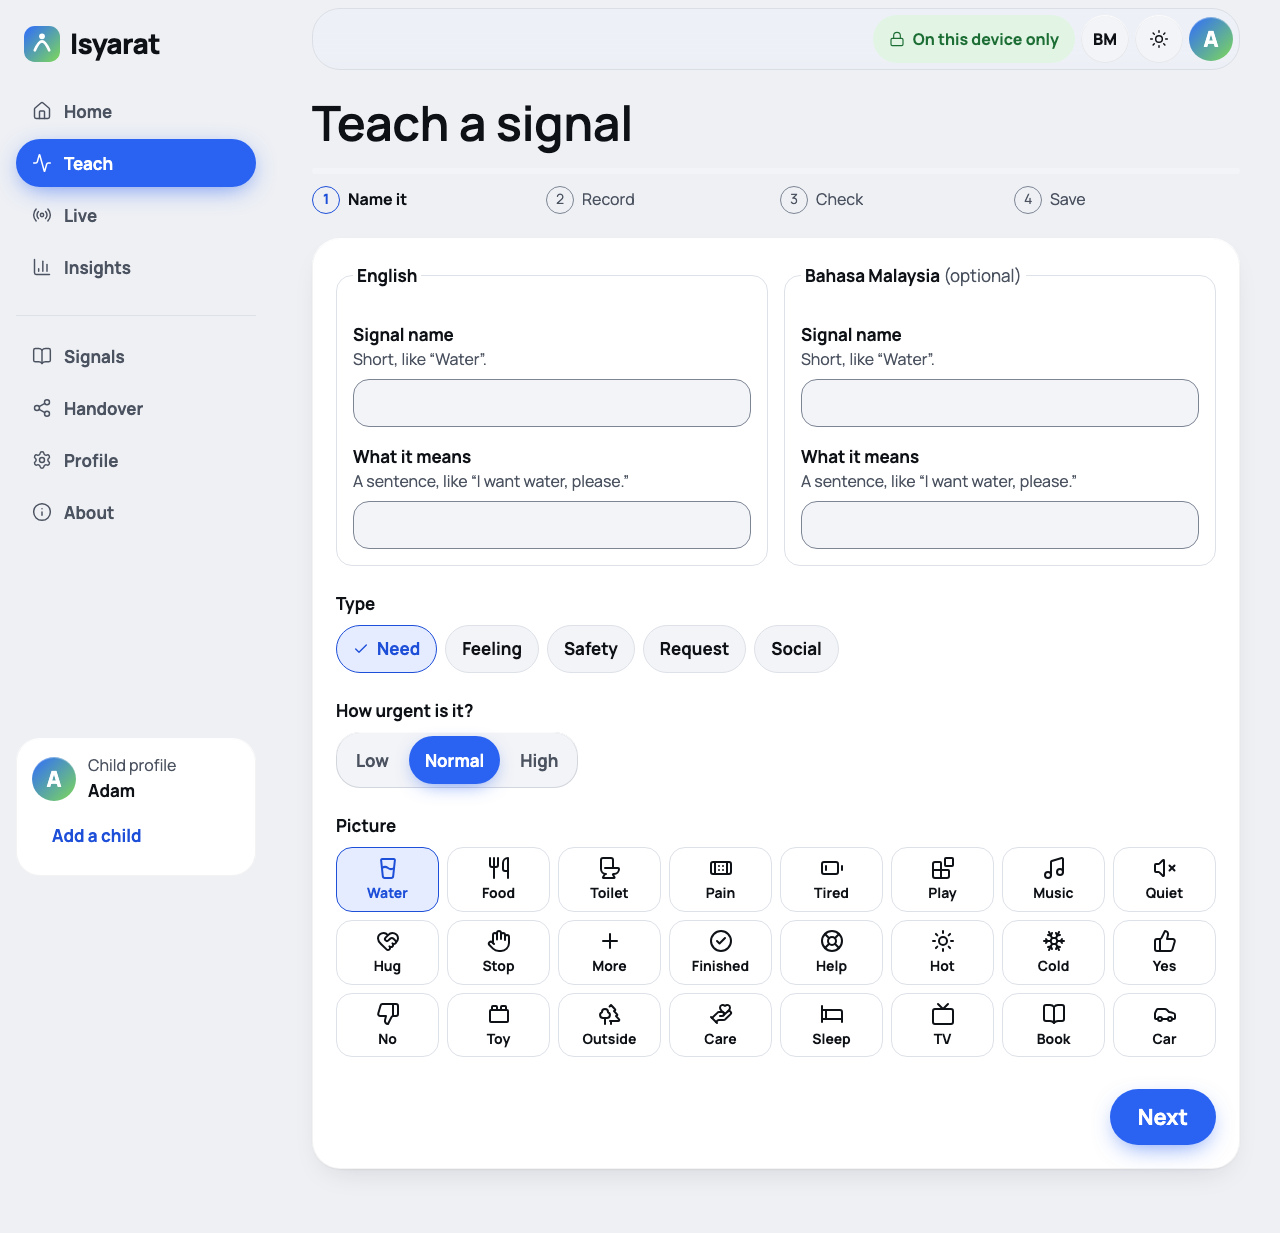 Isyarat
On this device only
BM
A
Home
Teach
Live
Insights
Signals
Handover
Profile
About
A
Child profile
Adam
Add a child
Teach a signal
1 Name it
2 Record
3 Check
4 Save
English
Signal name
Short, like “Water”.
What it means
A sentence, like “I want water, please.”
Bahasa Malaysia (optional)
Signal name
Short, like “Water”.
What it means
A sentence, like “I want water, please.”
Type
Need Feeling Safety Request Social
How urgent is it?
Low Normal High
Picture
Water Food Toilet Pain Tired Play Music Quiet
Hug Stop More Finished Help Hot Cold Yes
No Toy Outside Care Sleep TV Book Car
Next